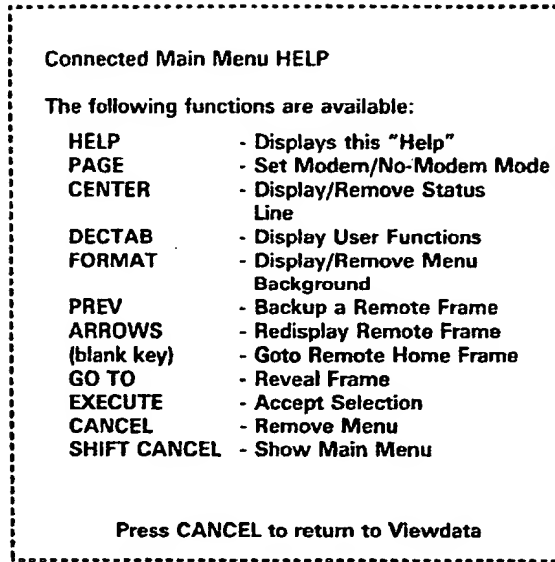 Connected Main Menu HELP
The following functions are available:
HELP - Displays this "Help"
PAGE - Set Modem/No-Modem Mode
CENTER - Display/Remove Status
Line
DECTAB - Display User Functions
FORMAT - Display/Remove Menu
Background
PREV - Backup a Remote Frame
ARROWS - Redisplay Remote Frame
(blank key) - Goto Remote Home Frame
GO TO - Reveal Frame
EXECUTE - Accept Selection
CANCEL - Remove Menu
SHIFT CANCEL - Show Main Menu
Press CANCEL to return to Viewdata